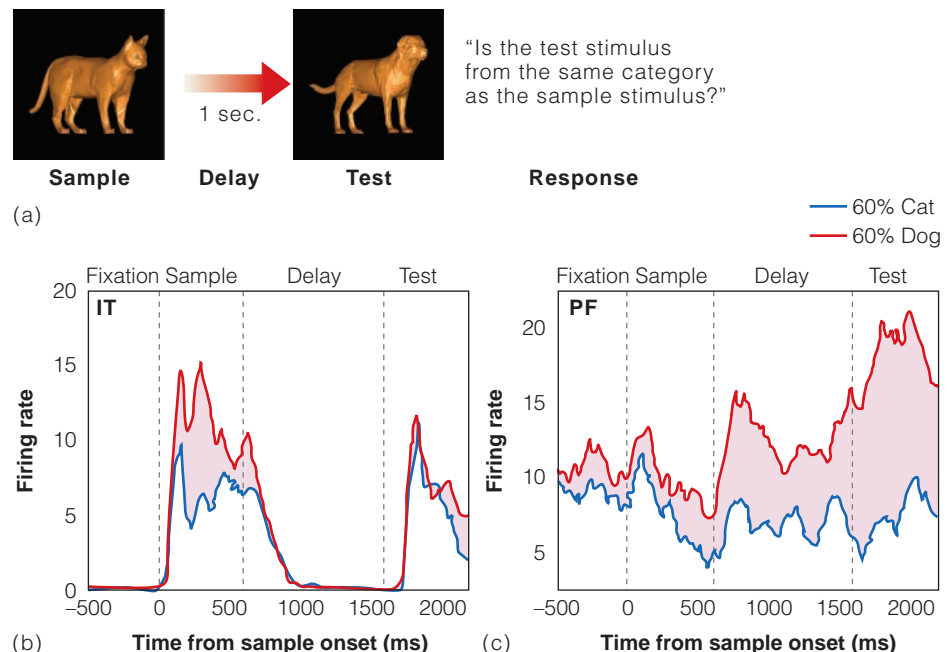 “Is the test stimulus
from the same category
as the sample stimulus?”
1 sec.
Sample Delay Test Response
(a)
60% Cat
60% Dog
Fixation Sample Delay Test
20
IT
15
10
5
0
Firing rate
–500 0 500 1000 1500 2000
(b) Time from sample onset (ms)
Fixation Sample Delay Test
PF
20
15
10
5
Firing rate
–500 0 500 1000 1500 2000
(c) Time from sample onset (ms)